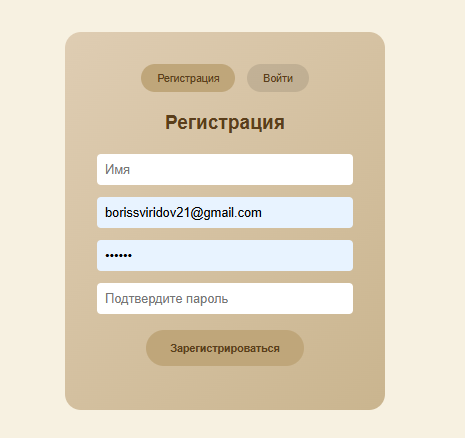 Регистрация Войти
Регистрация
Имя
borissviridov21@gmail.com
••••••
Подтвердите пароль
Зарегистрироваться